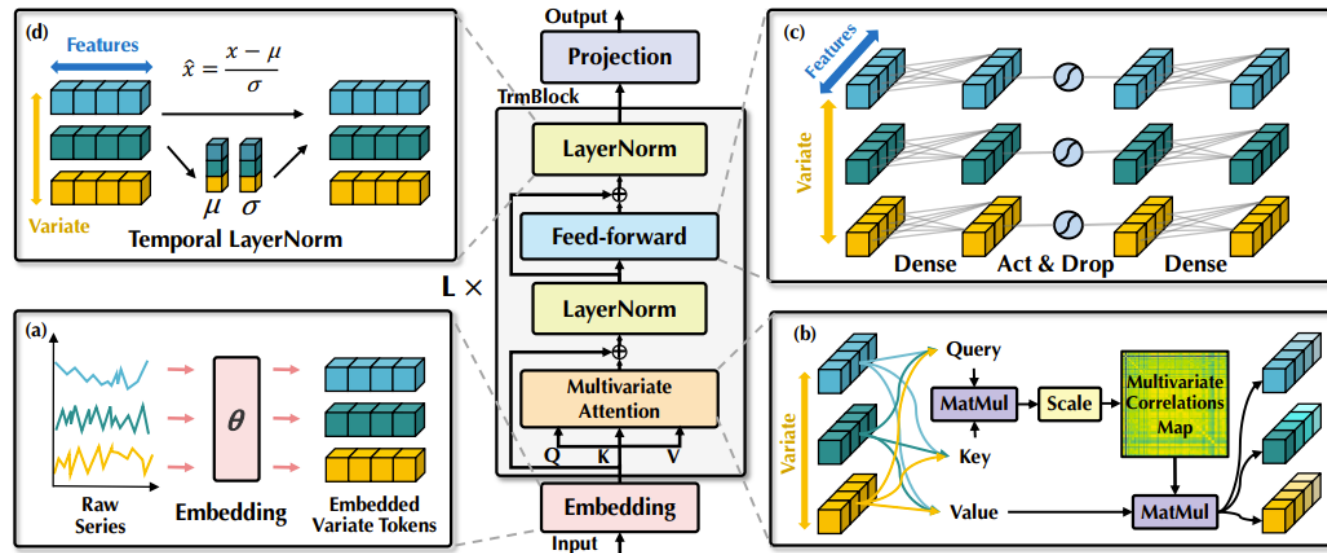 (d)
Features
x̂ = (x − μ) / σ
Variate
μ
σ
Temporal LayerNorm
(a)
θ
Raw
Series
Embedding
Embedded
Variate Tokens
Output
Projection
TrmBlock
LayerNorm
Feed-forward
L ×
LayerNorm
Multivariate
Attention
Q K V
Embedding
Input
(c)
Features
Variate
Dense Act & Drop Dense
(b)
Variate
Query
MatMul
Scale
Multivariate
Correlations
Map
Key
Value
MatMul